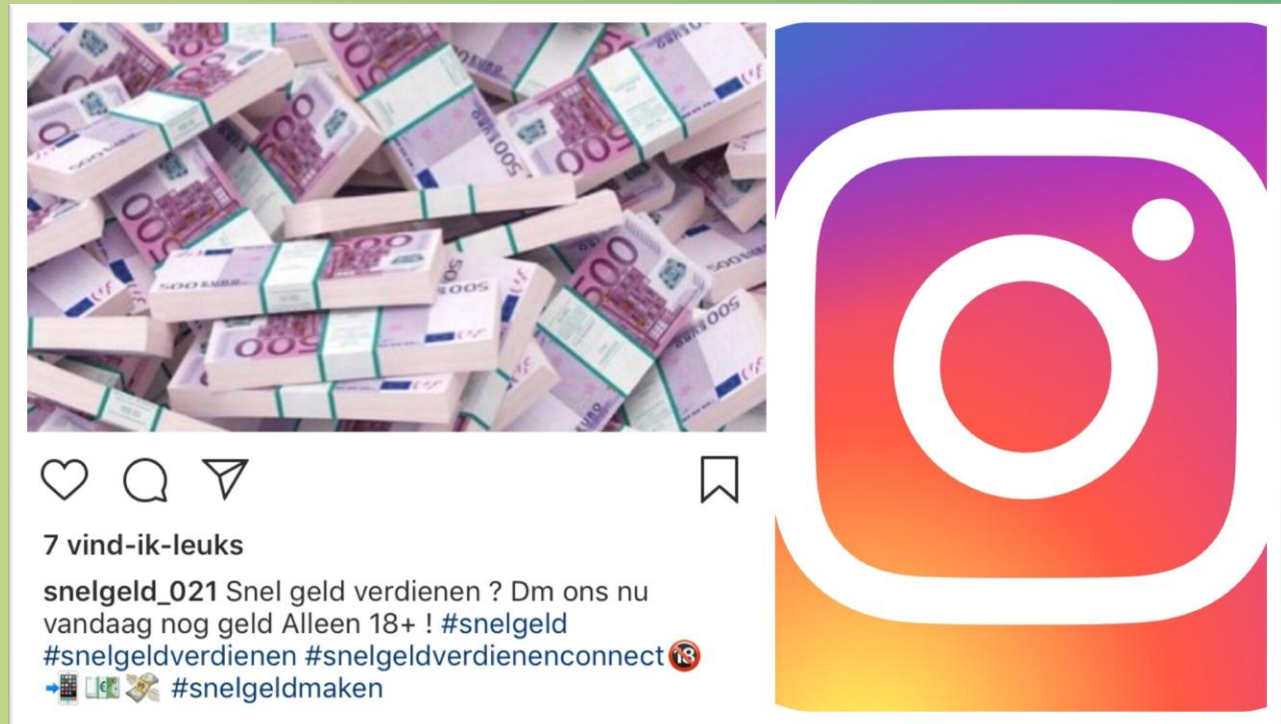 7 vind-ik-leuks
snelgeld_021 Snel geld verdienen ? Dm ons nu
vandaag nog geld Alleen 18+ ! #snelgeld
#snelgeldverdienen #snelgeldverdienenconnect🔞
📲💶💸 #snelgeldmaken